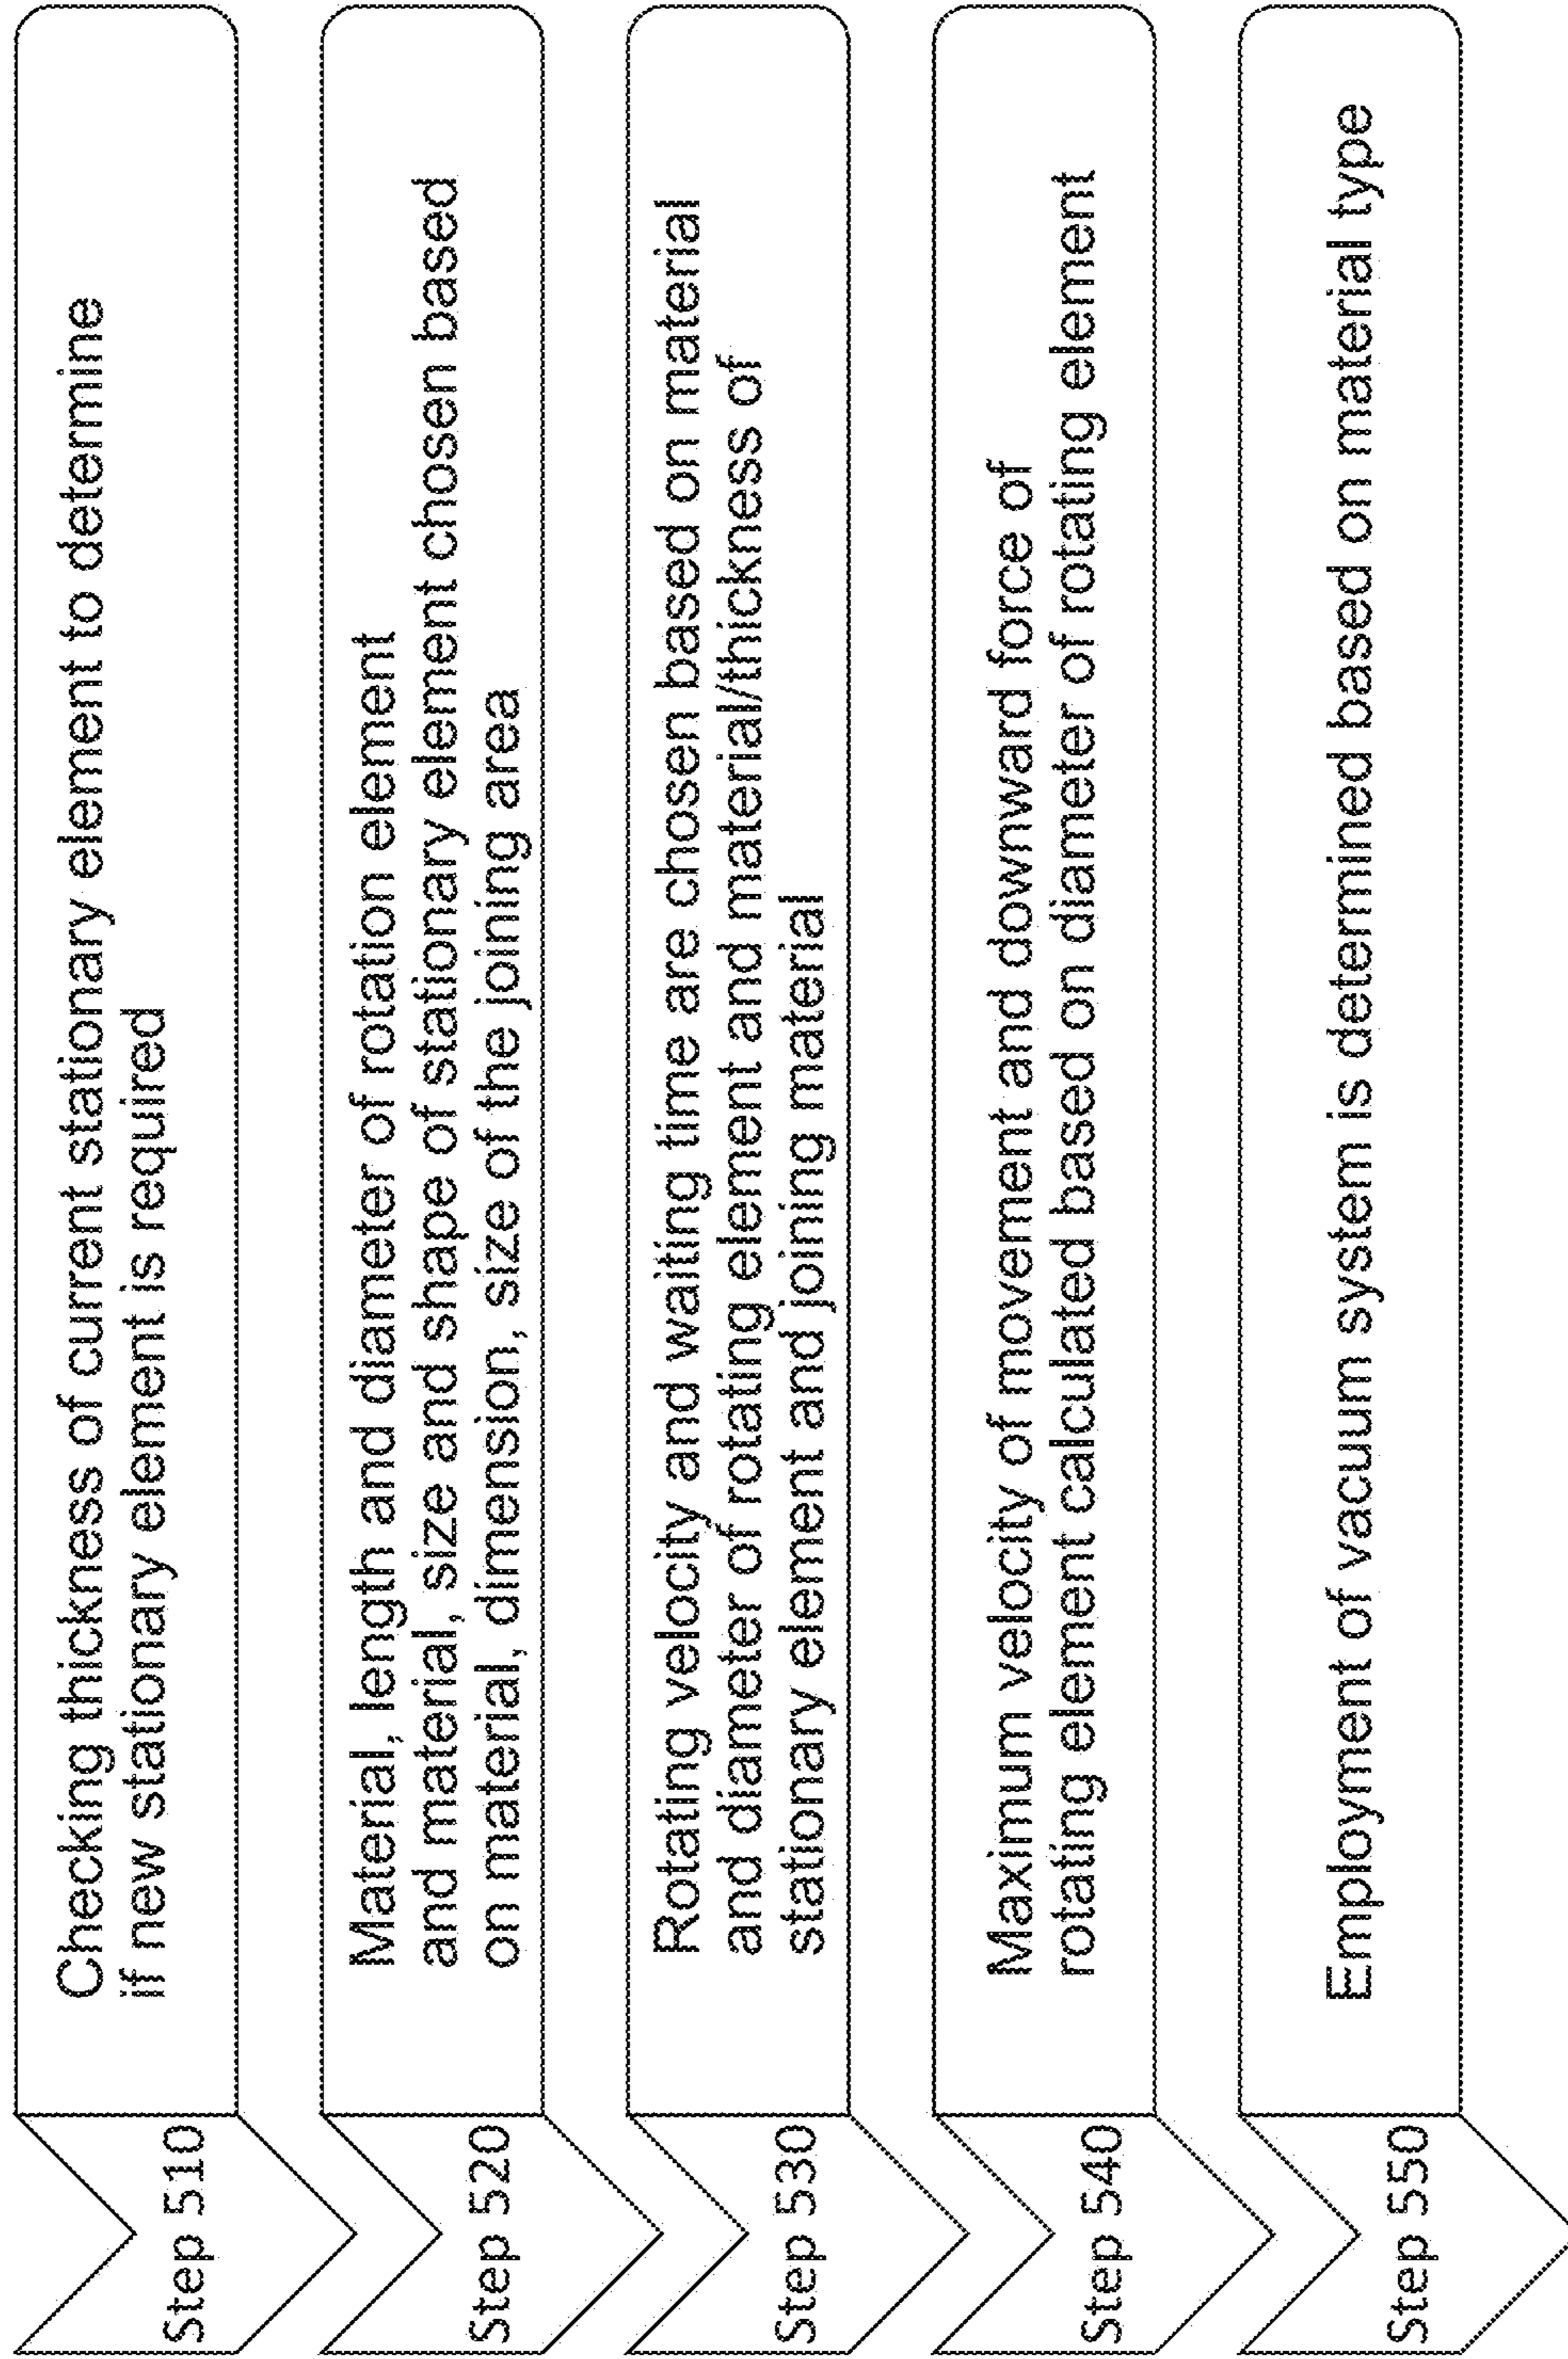 Step 510
Checking thickness of current stationary element to determine
if new stationary element is required
Step 520
Material, length and diameter of rotation element
and material, size and shape of stationary element chosen based
on material, dimension, size of the joining area
Step 530
Rotating velocity and waiting time are chosen based on material
and diameter of rotating element and material/thickness of
stationary element and joining material
Step 540
Maximum velocity of movement and downward force of
rotating element calculated based on diameter of rotating element
Step 550
Employment of vacuum system is determined based on material type